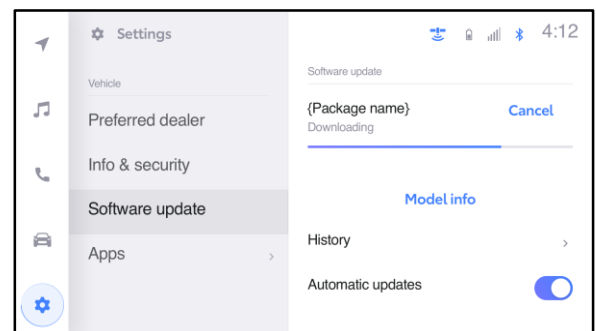 Settings
4:12
Vehicle
Preferred dealer
Info & security
Software update
Apps
Software update
{Package name}
Cancel
Downloading
Model info
History
Automatic updates